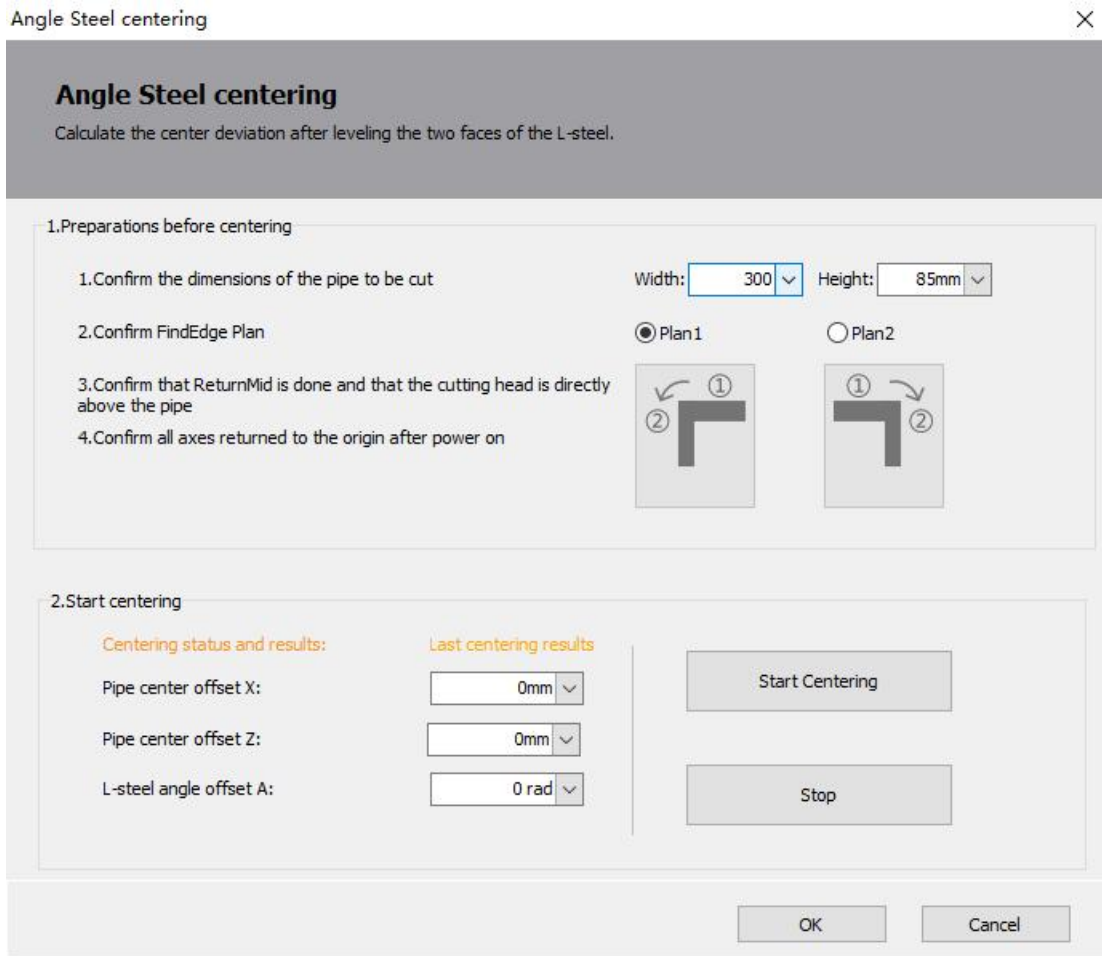 Angle Steel centering
Angle Steel centering
Calculate the center deviation after leveling the two faces of the L-steel.
1.Preparations before centering
1.Confirm the dimensions of the pipe to be cut Width: 300 Height: 85mm
2.Confirm FindEdge Plan Plan1 Plan2
3.Confirm that ReturnMid is done and that the cutting head is directly
above the pipe
4.Confirm all axes returned to the origin after power on
① ①
② ②
2.Start centering
Centering status and results: Last centering results
Pipe center offset X: 0mm
Start Centering
Pipe center offset Z: 0mm
L-steel angle offset A: 0 rad
Stop
OK Cancel